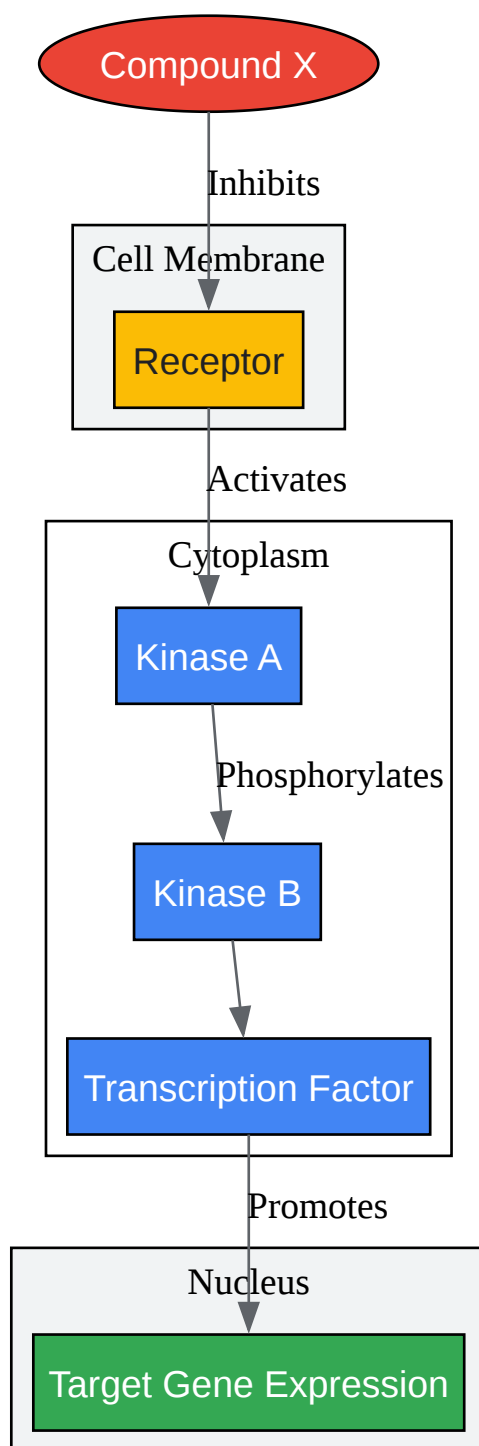 Compound X
Inhibits
Cell Membrane
Receptor
Activates
Cytoplasm
Kinase A
Phosphorylates
Kinase B
Transcription Factor
Promotes
Nucleus
Target Gene Expression